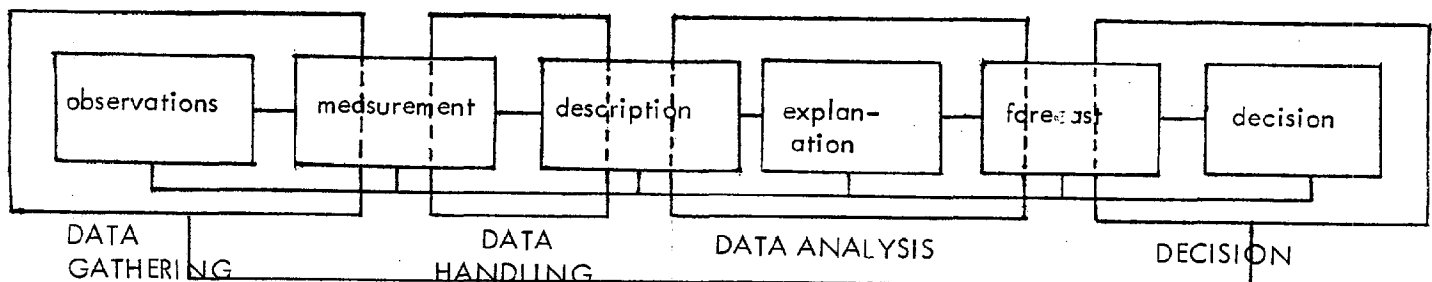 observations
measurement
description
explan-
ation
forecast
decision
DATA
GATHERING
DATA
HANDLING
DATA ANALYSIS
DECISION